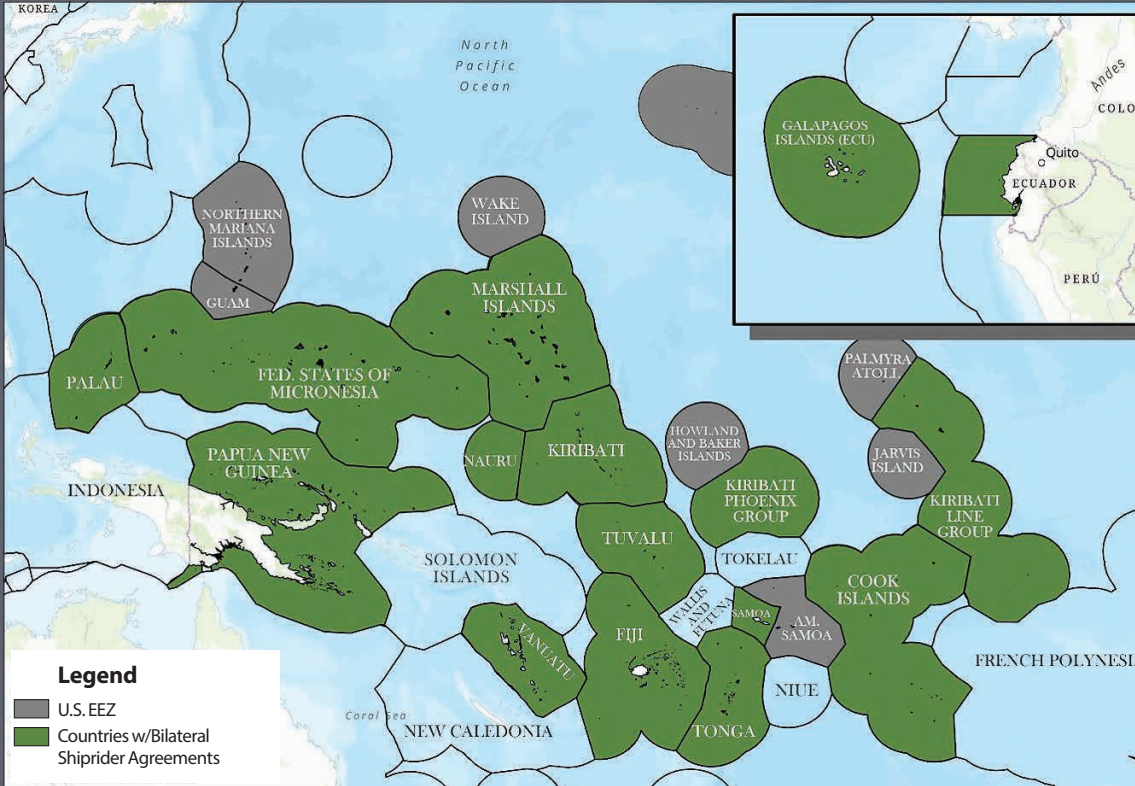 KOREA
North
Pacific
Ocean
Andes
COLO
GALAPAGOS
ISLANDS (ECU)
Quito
ECUADOR
PERÚ
NORTHERN
MARIANA
ISLANDS
WAKE
ISLAND
GUAM
MARSHALL
ISLANDS
PALAU
FED. STATES OF
MICRONESIA
PALMYRA
ATOLL
HOWLAND
AND BAKER
ISLANDS
JARVIS
ISLAND
PAPUA NEW
GUINEA
NAURU
KIRIBATI
INDONESIA
KIRIBATI
PHOENIX
GROUP
KIRIBATI
LINE
GROUP
TUVALU
TOKELAU
SOLOMON
ISLANDS
COOK
ISLANDS
WALLIS
AND
FUTUNA
SAMOA
AM.
SAMOA
VANUATU
FIJI
FRENCH POLYNESI
NIUE
Coral Sea
NEW CALEDONIA
TONGA
Legend
U.S. EEZ
Countries w/Bilateral
Shiprider Agreements